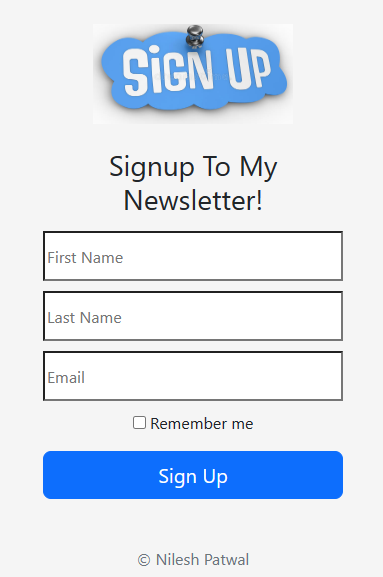 SiGN UP
Signup To My
Newsletter!
First Name
Last Name
Email
Remember me
Sign Up
© Nilesh Patwal